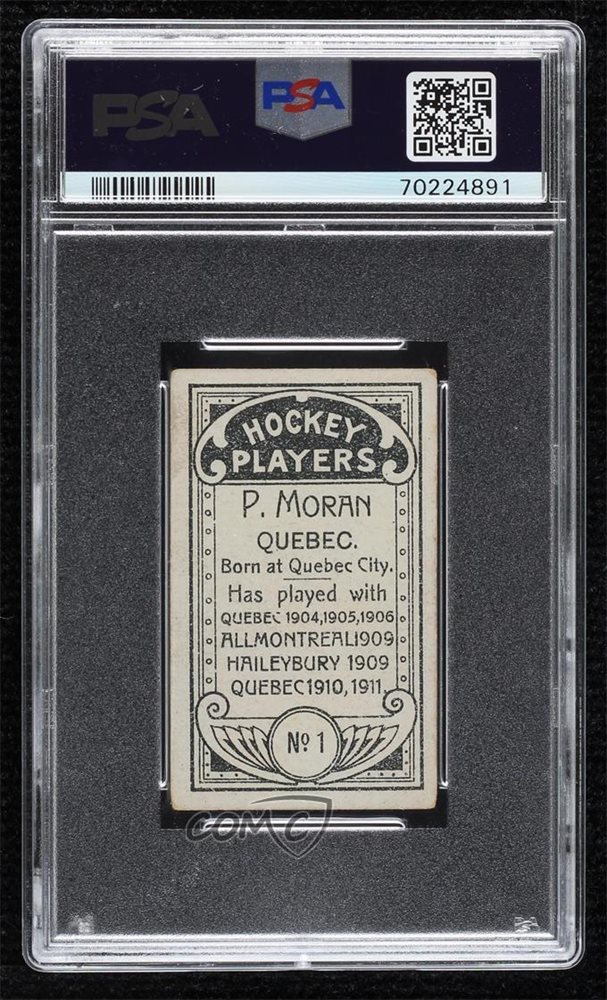 PSA PSA
70224891
HOCKEY
PLAYERS
P. MORAN
QUEBEC.
Born at Quebec City.
Has played with
QUEBEC 1904,1905,1906
ALLMONTREAL1909
HAILEYBURY 1909
QUEBEC1910,1911.
Nº 1
COMC